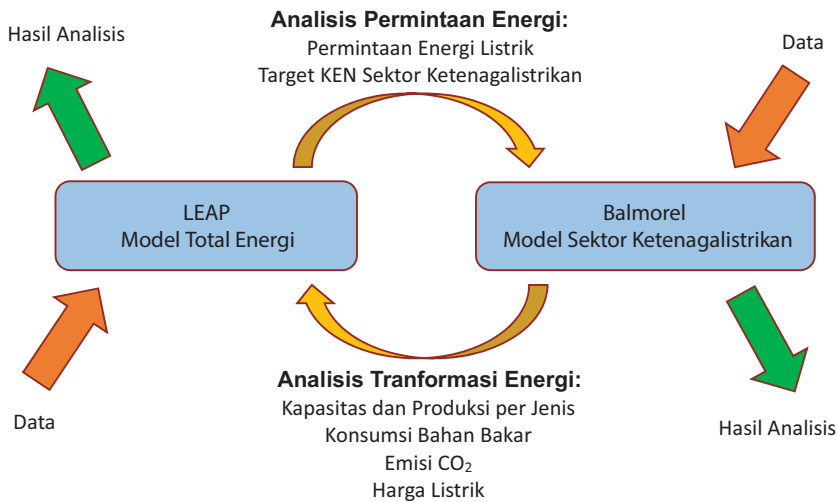 Analisis Permintaan Energi:
Permintaan Energi Listrik
Target KEN Sektor Ketenagalistrikan
Hasil Analisis
Data
LEAP
Model Total Energi
Balmorel
Model Sektor Ketenagalistrikan
Analisis Tranformasi Energi:
Kapasitas dan Produksi per Jenis
Konsumsi Bahan Bakar
Emisi CO₂
Harga Listrik
Data
Hasil Analisis